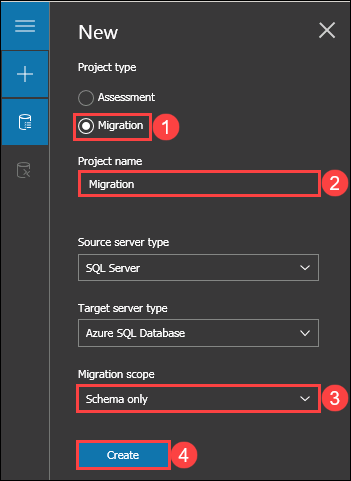 New
Project type
Assessment
Migration 1
Project name
Migration 2
Source server type
SQL Server
Target server type
Azure SQL Database
Migration scope
Schema only 3
Create 4